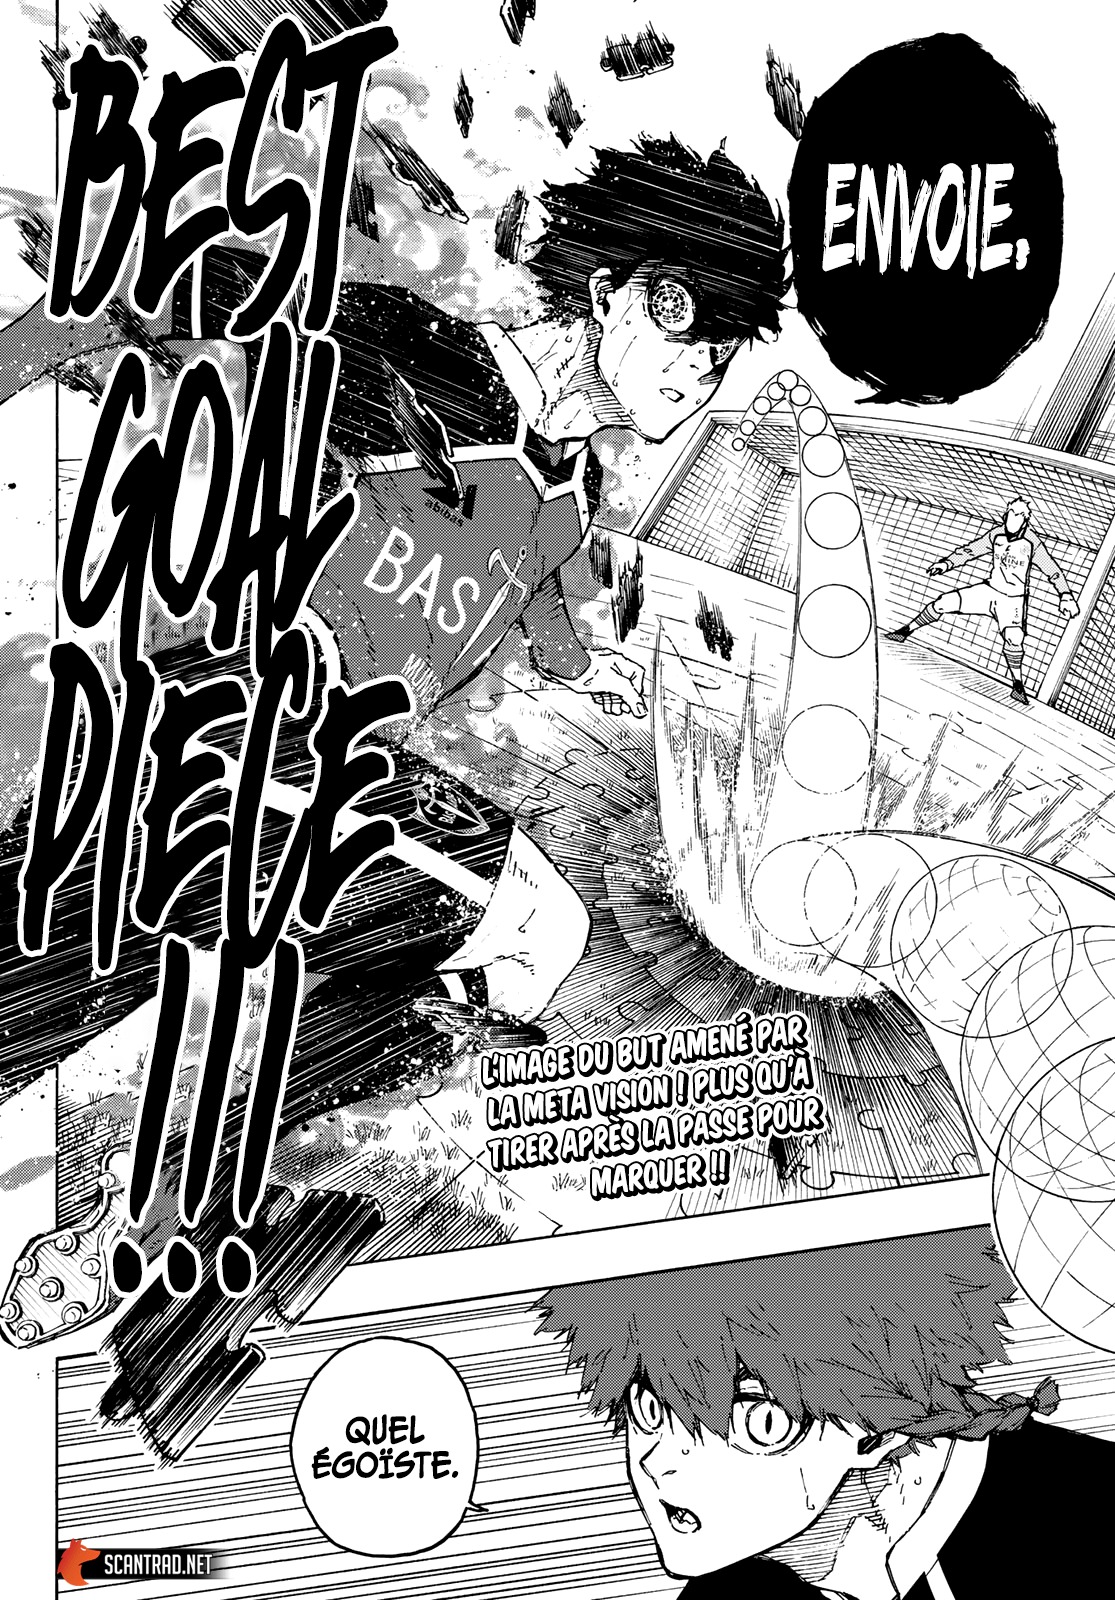 BEST
GOAL
PIECE
!!!
ENVOIE.
abibas
BAS
L'IMAGE DU BUT AMENÉ PAR
LA META VISION ! PLUS QU'À
TIRER APRÈS LA PASSE POUR
MARQUER !!
QUEL
ÉGOÏSTE.
SCANTRAD.NET